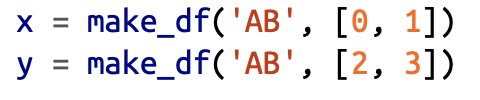 x = make_df('AB', [0, 1])
y = make_df('AB', [2, 3])